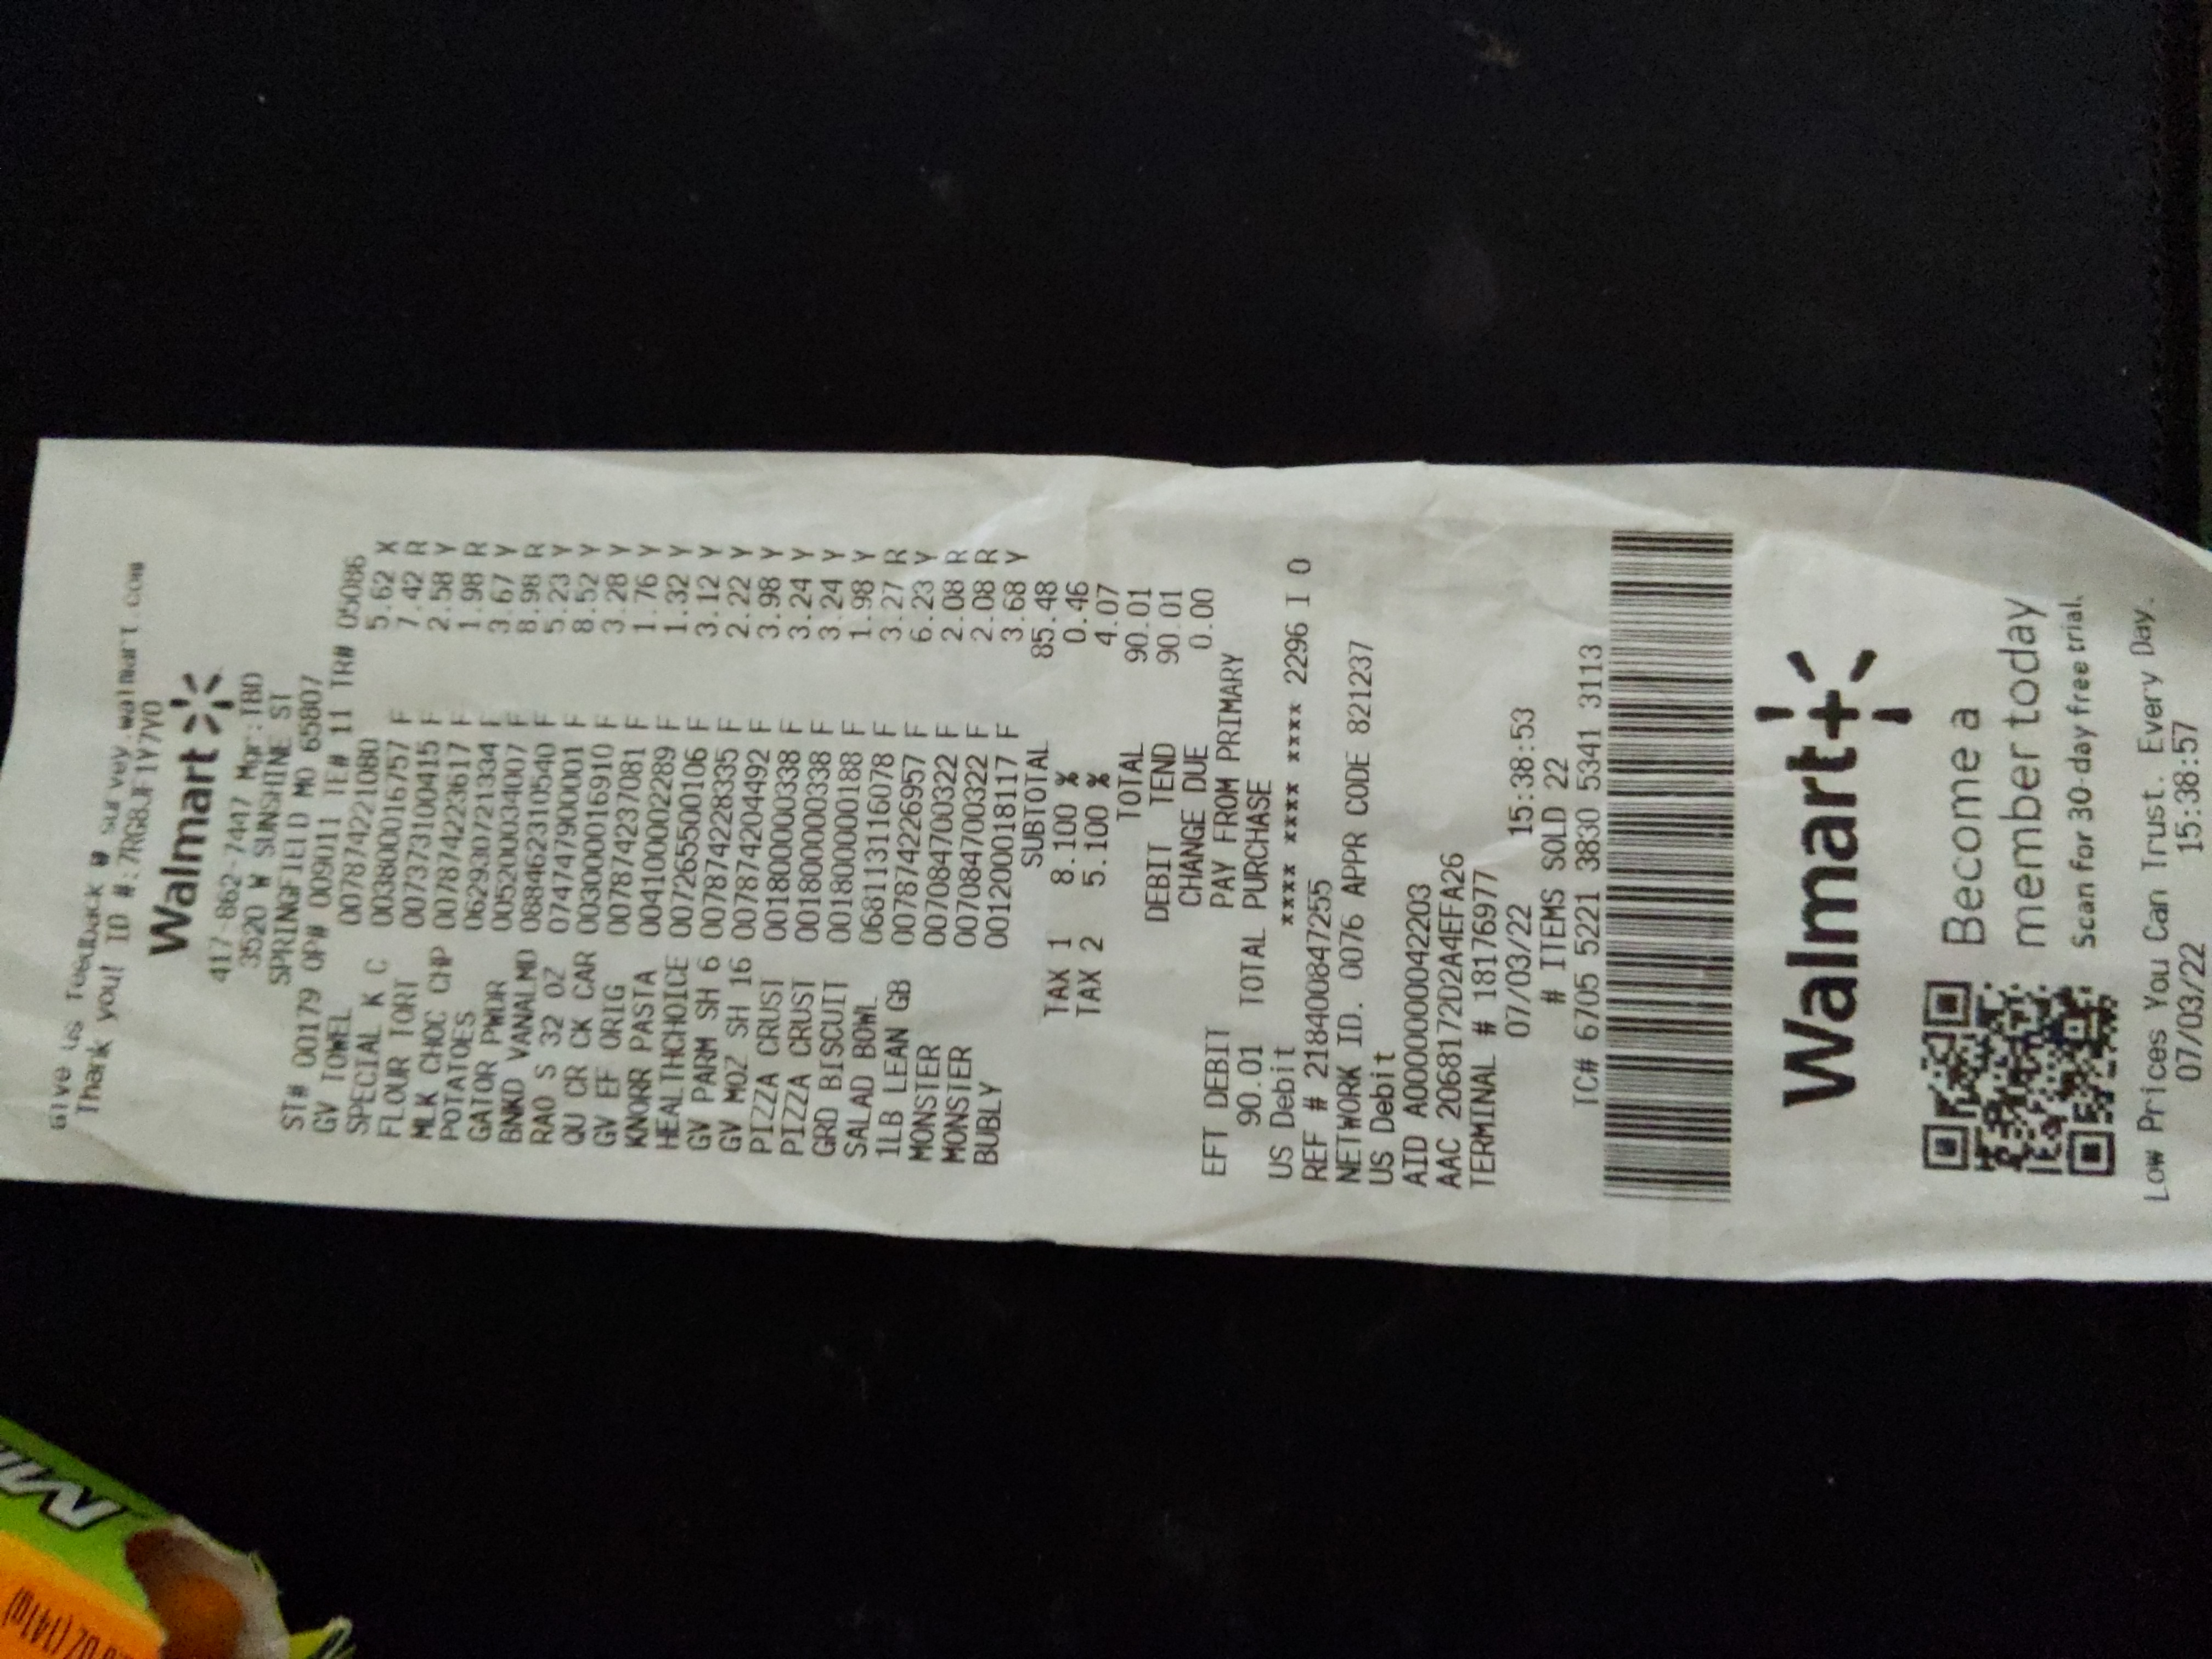 Give us feedback @ survey.walmart.com
Thank you! ID #:7RG8JF1Y7Y0
Walmart
417-862-7447 Mgr:TBD
3520 W SUNSHINE ST
SPRINGFIELD MO 65807
ST# 00179 OP# 009011 TE# 11 TR# 05086
GV TOWEL 007874221080 5.62 X
SPECIAL K C 003800016757 F 7.42 R
FLOUR TORT 007373100415 F 2.58 Y
MLK CHOC CHP 007874223617 F 1.98 R
POTATOES 062930721334 F 3.67 Y
GATOR PWDR 005200034007 F 8.98 R
BNKD VANALMD 088462310540 F 5.23 Y
RAO S 32 OZ 074747900001 F 8.52 Y
QU CR CK CAR 003000016910 F 3.28 Y
GV EF ORIG 007874237081 F 1.76 Y
KNORR PASTA 004100002289 F 1.32 Y
HEALTHCHOICE 007265500106 F 3.12 Y
GV PARM SH 6 007874228335 F 2.22 Y
GV MOZ SH 16 007874204492 F 3.98 Y
PIZZA CRUST 001800000338 F 3.24 Y
PIZZA CRUST 001800000338 F 3.24 Y
GRD BISCUIT 001800000188 F 1.98 Y
SALAD BOWL 068113116078 F 3.27 R
1LB LEAN GB 007874226957 F 6.23 Y
MONSTER 007084700322 F 2.08 R
MONSTER 007084700322 F 2.08 R
BUBLY 001200018117 F 3.68 Y
SUBTOTAL 85.48
TAX 1 8.100 % 0.46
TAX 2 5.100 % 4.07
TOTAL 90.01
DEBIT TEND 90.01
CHANGE DUE 0.00
EFT DEBIT PAY FROM PRIMARY
90.01 TOTAL PURCHASE
US Debit **** **** **** 2296 I 0
REF # 218400847255
NETWORK ID. 0076 APPR CODE 821237
US Debit
AID A0000000042203
AAC 2068172D2A4EFA26
TERMINAL # 18176977
07/03/22 15:38:53
# ITEMS SOLD 22
TC# 6705 5221 3830 5341 3113
Walmart+
Become a
member today
Scan for 30-day free trial.
Low Prices You Can Trust. Every Day.
07/03/22 15:38:57